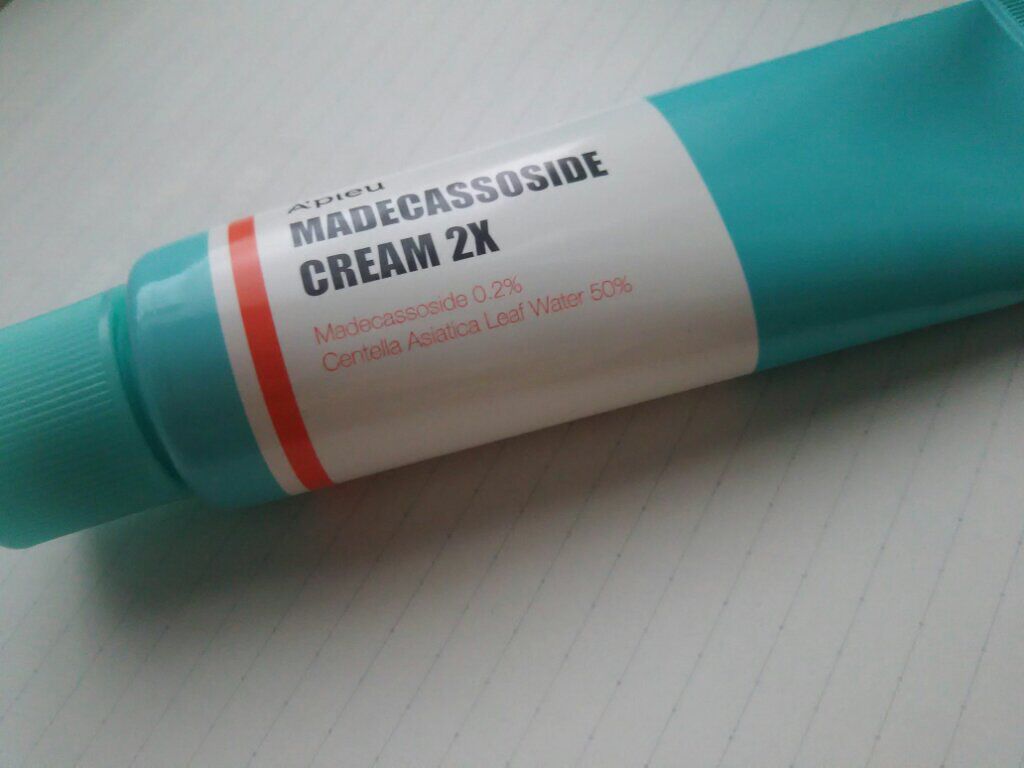 A'pieu
MADECASSOSIDE
CREAM 2X
Madecassoside 0.2%
Centella Asiatica Leaf Water 50%